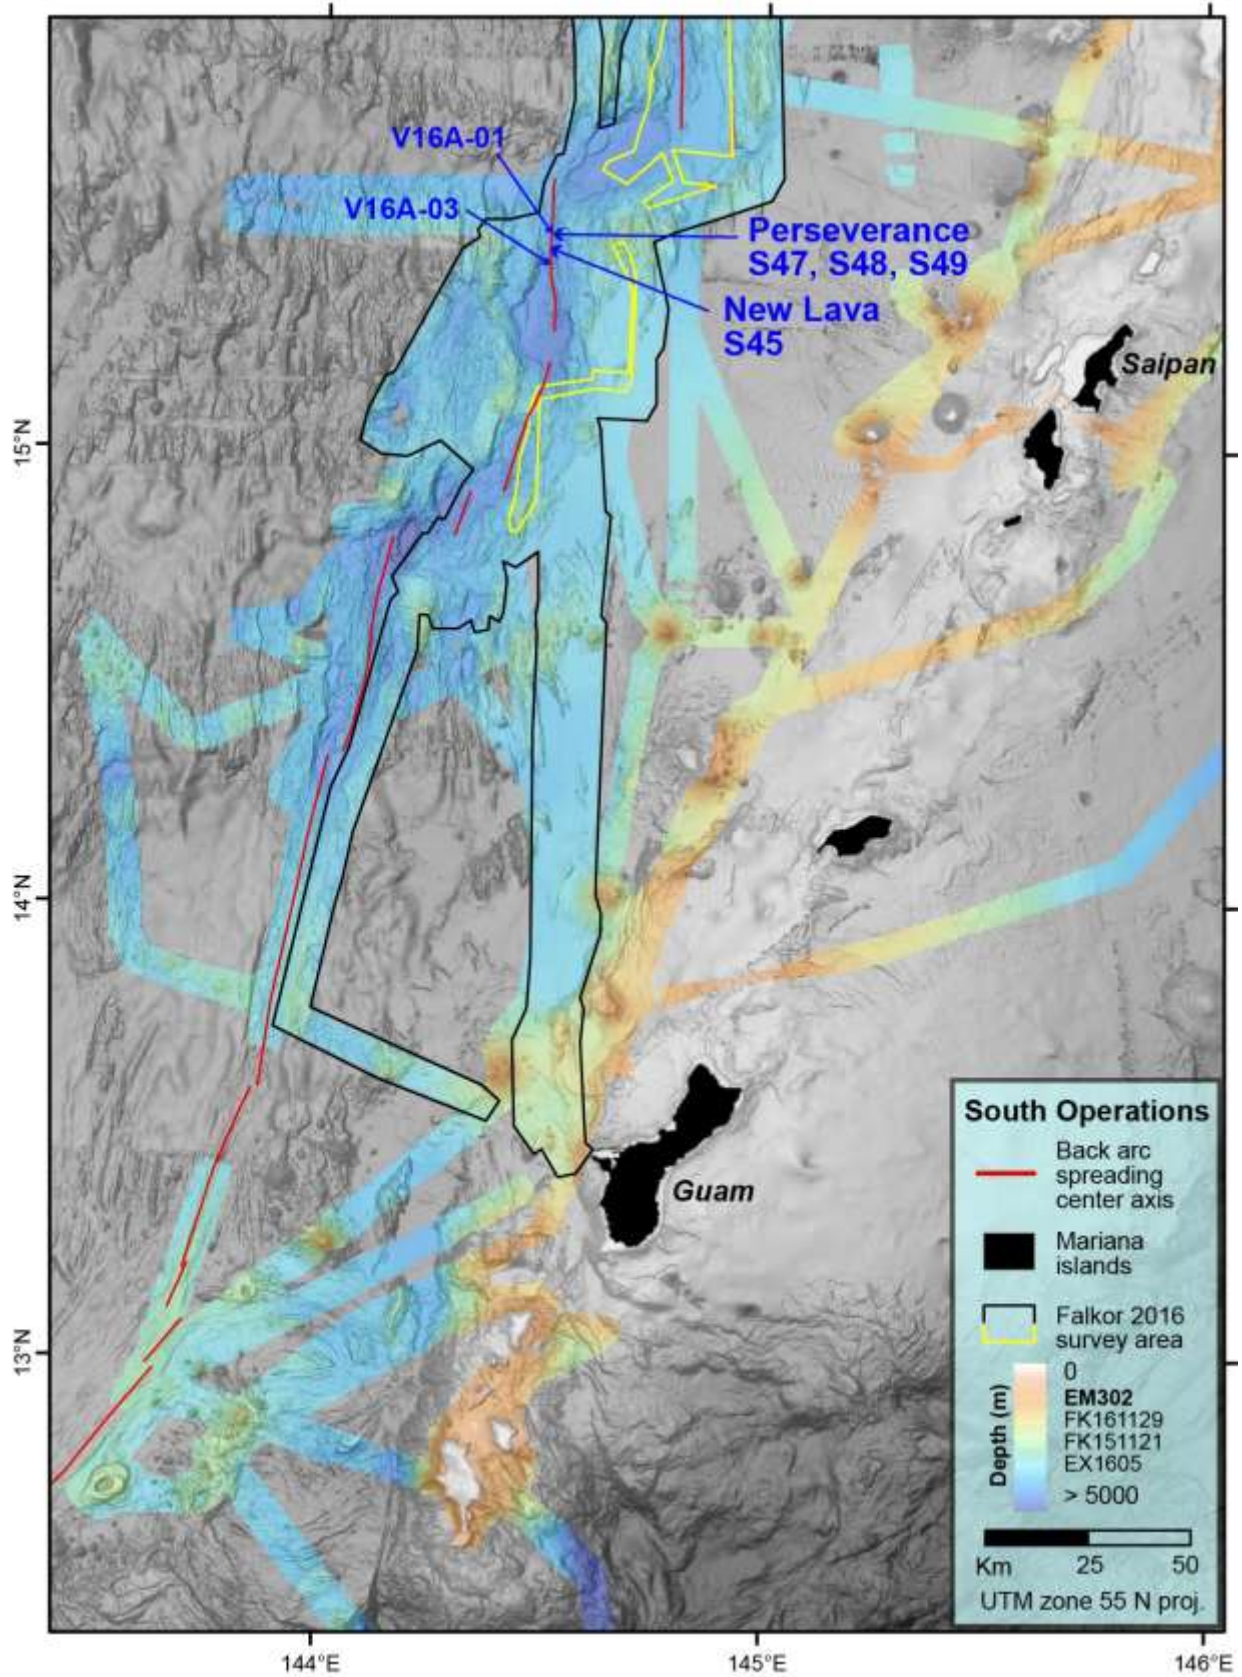 V16A-01
V16A-03
Perseverance
S47, S48, S49
New Lava
S45
Saipan
15°N
14°N
Guam
13°N
South Operations
Back arc
spreading
center axis
Mariana
islands
Falkor 2016
survey area
Depth (m)
0
EM302
FK161129
FK151121
EX1605
> 5000
Km 25 50
UTM zone 55 N proj.
144°E 145°E 146°E